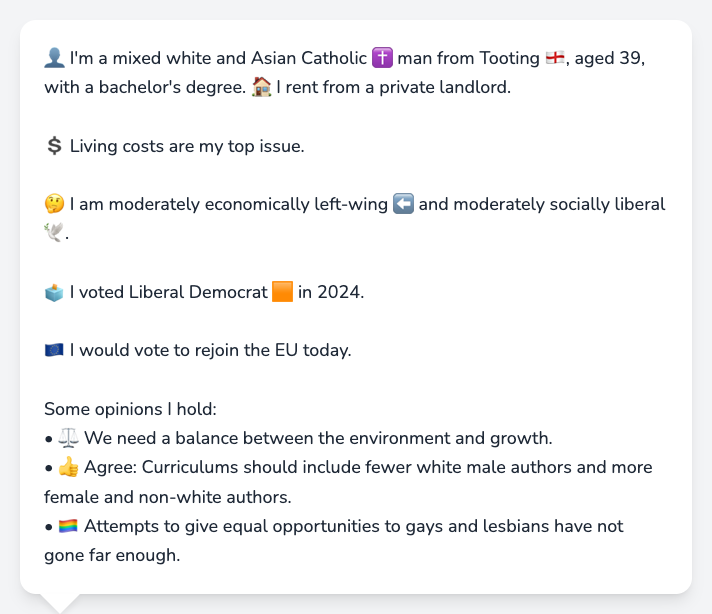 👤 I'm a mixed white and Asian Catholic ✝️ man from Tooting 🏴󠁧󠁢󠁥󠁮󠁧󠁿, aged 39,
with a bachelor's degree. 🏠 I rent from a private landlord.
💲 Living costs are my top issue.
🤔 I am moderately economically left-wing ⬅️ and moderately socially liberal
🕊️.
🗳️ I voted Liberal Democrat 🟧 in 2024.
🇪🇺 I would vote to rejoin the EU today.
Some opinions I hold:
• ⚖️ We need a balance between the environment and growth.
• 👍 Agree: Curriculums should include fewer white male authors and more
female and non-white authors.
• 🏳️‍🌈 Attempts to give equal opportunities to gays and lesbians have not
gone far enough.